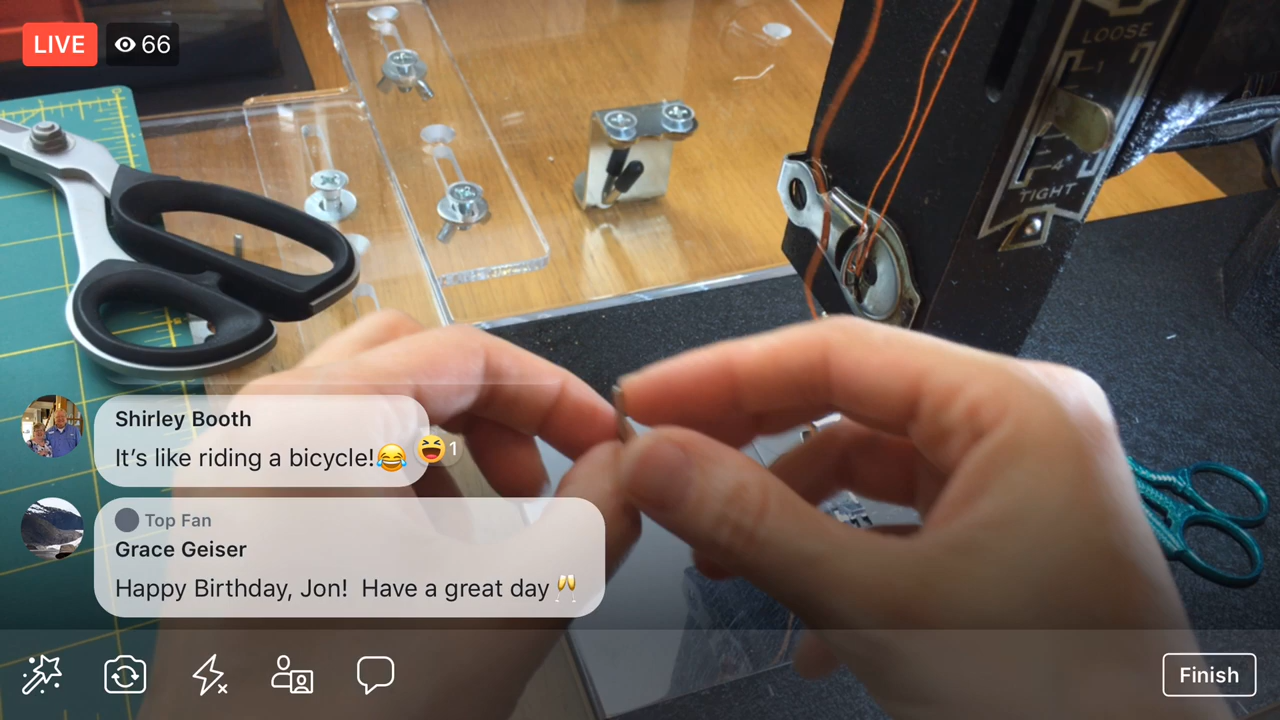 LIVE
66
LOOSE
4
TIGHT
Shirley Booth
It's like riding a bicycle!😂
😆1
Top Fan
Grace Geiser
Happy Birthday, Jon!  Have a great day🥂
Finish